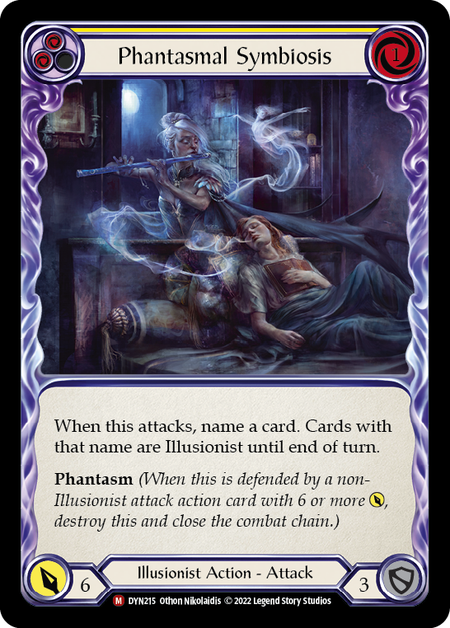 Phantasmal Symbiosis
1
When this attacks, name a card. Cards with
that name are Illusionist until end of turn.
Phantasm (When this is defended by a non-
Illusionist attack action card with 6 or more ,
destroy this and close the combat chain.)
6
Illusionist Action - Attack
3
M DYN215 Othon Nikolaidis © 2022 Legend Story Studios